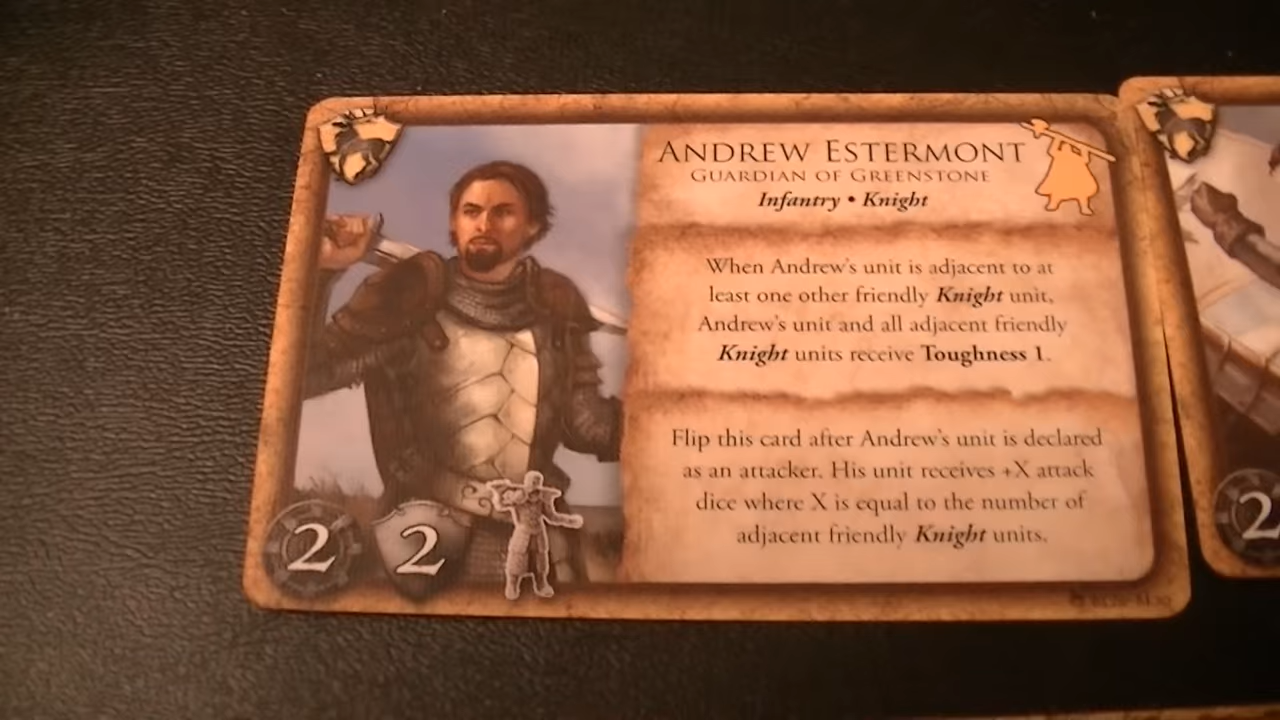 ANDREW ESTERMONT
GUARDIAN OF GREENSTONE
Infantry • Knight
When Andrew's unit is adjacent to at
least one other friendly Knight unit,
Andrew's unit and all adjacent friendly
Knight units receive Toughness 1.
Flip this card after Andrew's unit is declared
as an attacker. His unit receives +X attack
dice where X is equal to the number of
adjacent friendly Knight units.
2 2
2